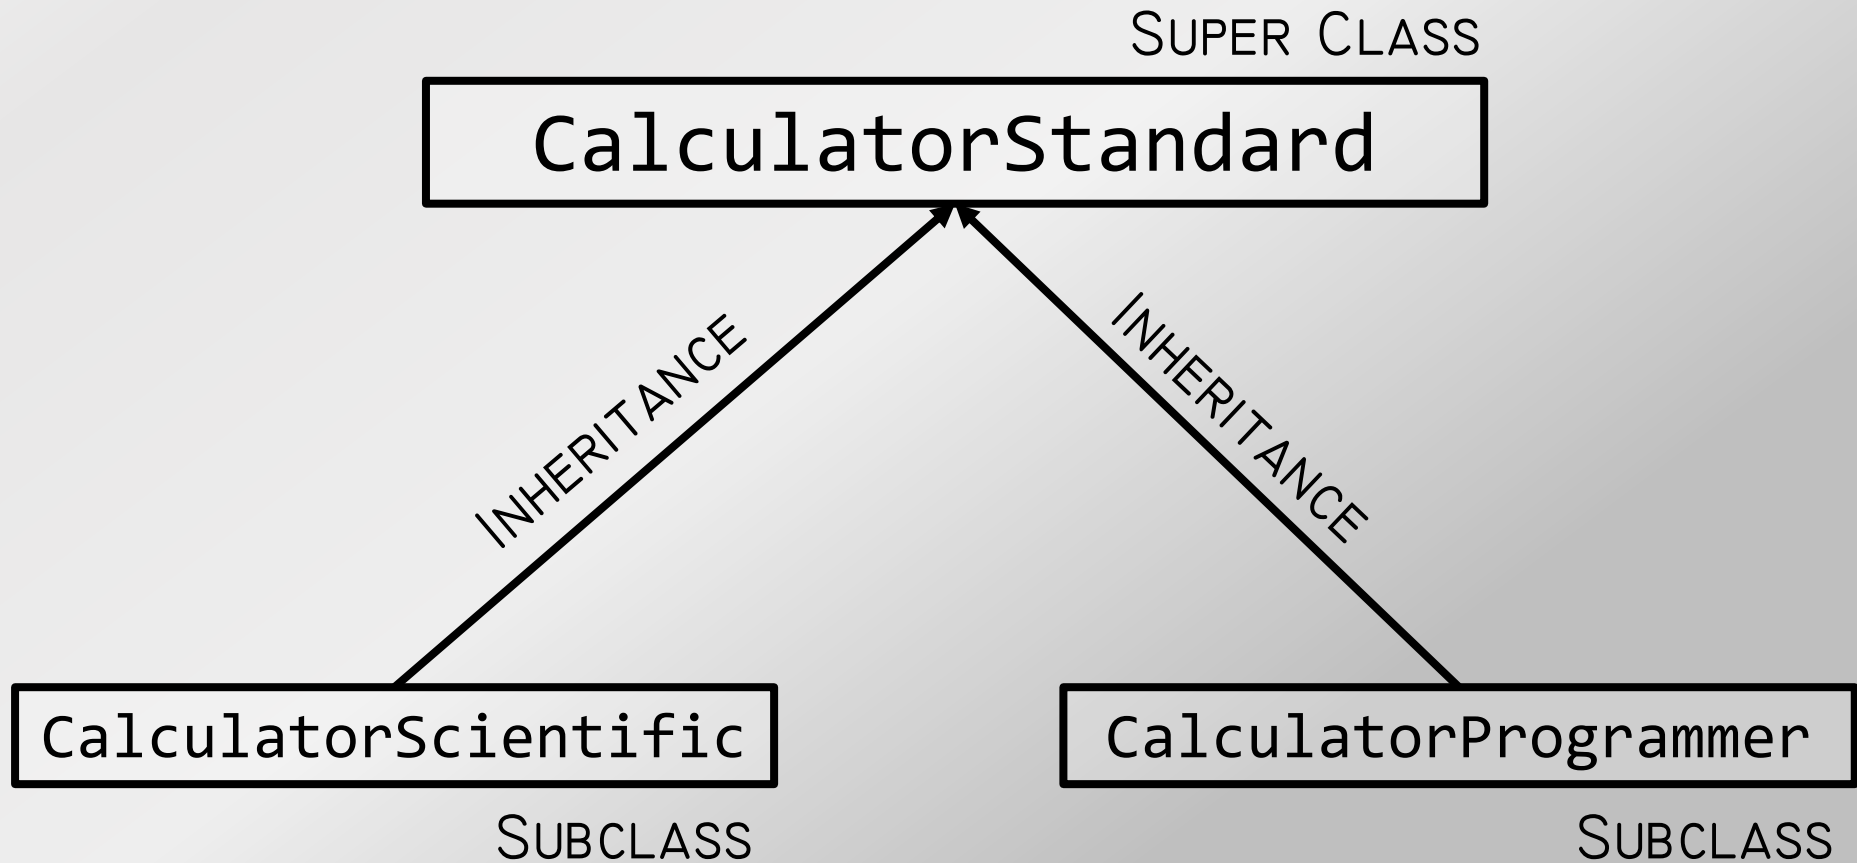 SUPER CLASS
CalculatorStandard
INHERITANCE
INHERITANCE
CalculatorScientific
CalculatorProgrammer
SUBCLASS
SUBCLASS